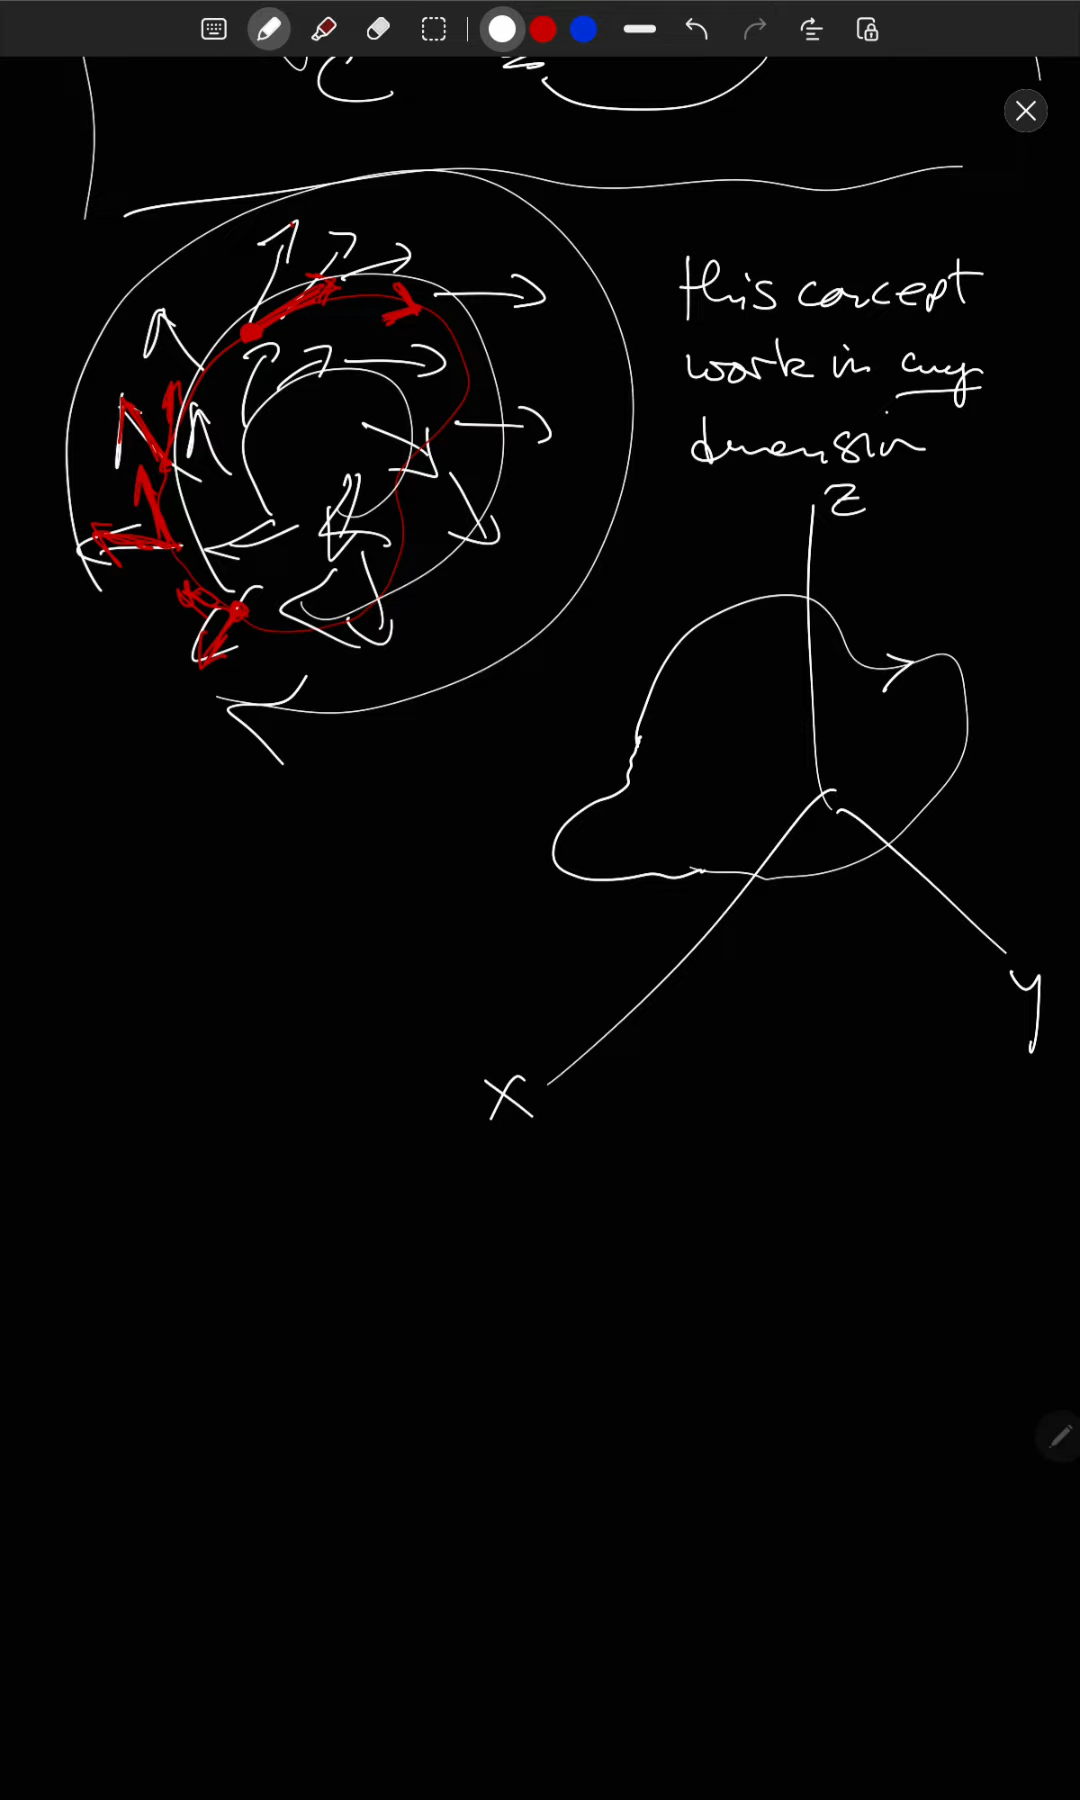 this concept
work in any
dimension
z
y
x